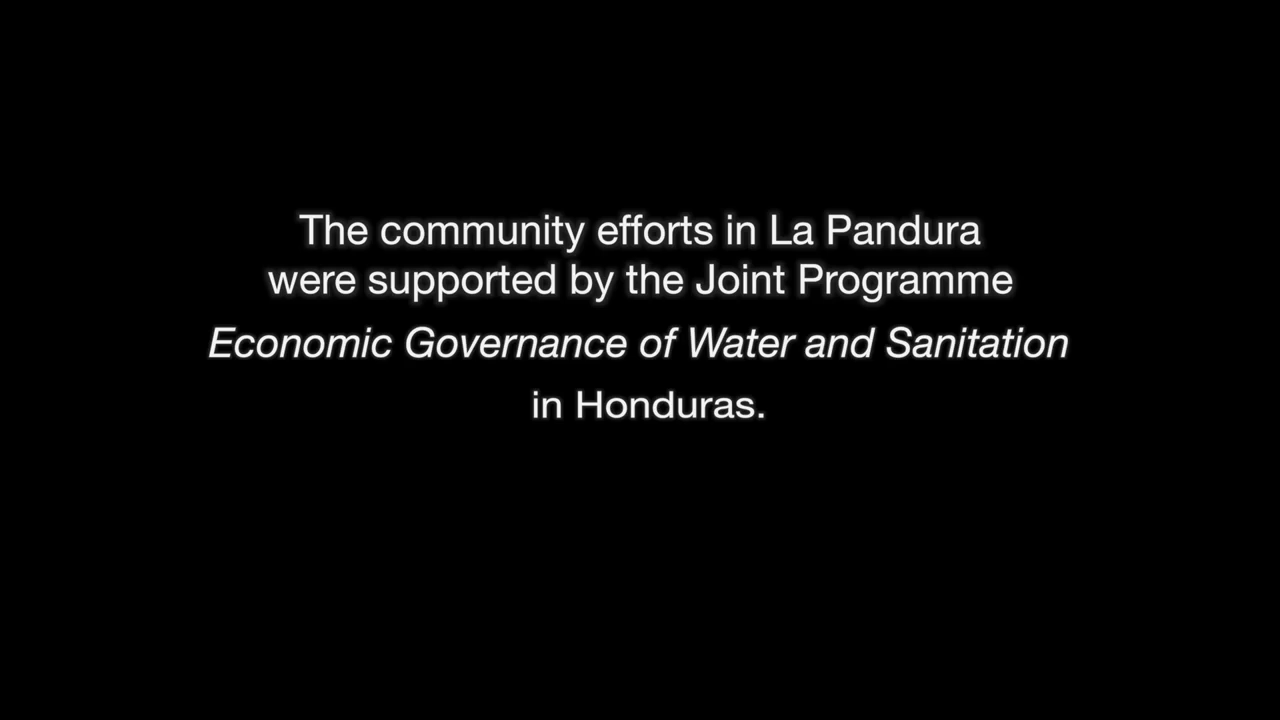 The community efforts in La Pandura
were supported by the Joint Programme
Economic Governance of Water and Sanitation
in Honduras.